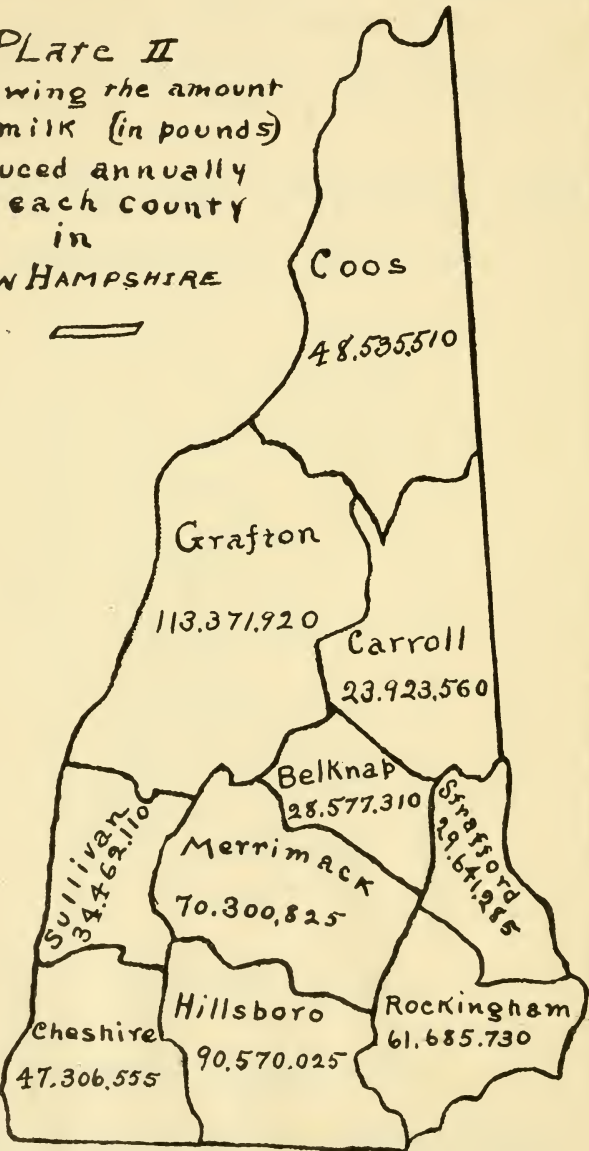 PLate II
wing the amount
milk (in pounds)
uced annually
each county
in
W HAMPSHIRE
Coos
48,535,510
Grafton
113.371,920
Carroll
23.923,560
Belknap
28.577,310
Strafford
29.641,285
Sullivan
34.462.110
Merrimack
70.300,825
Hillsboro
90,570.025
Rockingham
61.685.730
Cheshire
47.306,555